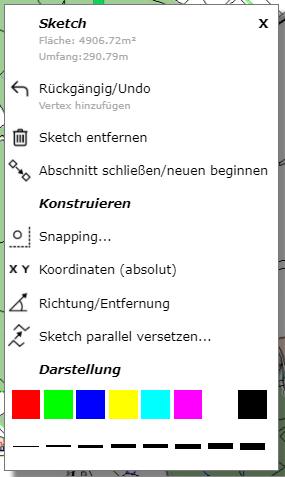 Sketch X
Fläche: 4906.72m²
Umfang:290.79m
Rückgängig/Undo
Vertex hinzufügen
Sketch entfernen
Abschnitt schließen/neuen beginnen
Konstruieren
Snapping...
X Y Koordinaten (absolut)
Richtung/Entfernung
Sketch parallel versetzen...
Darstellung